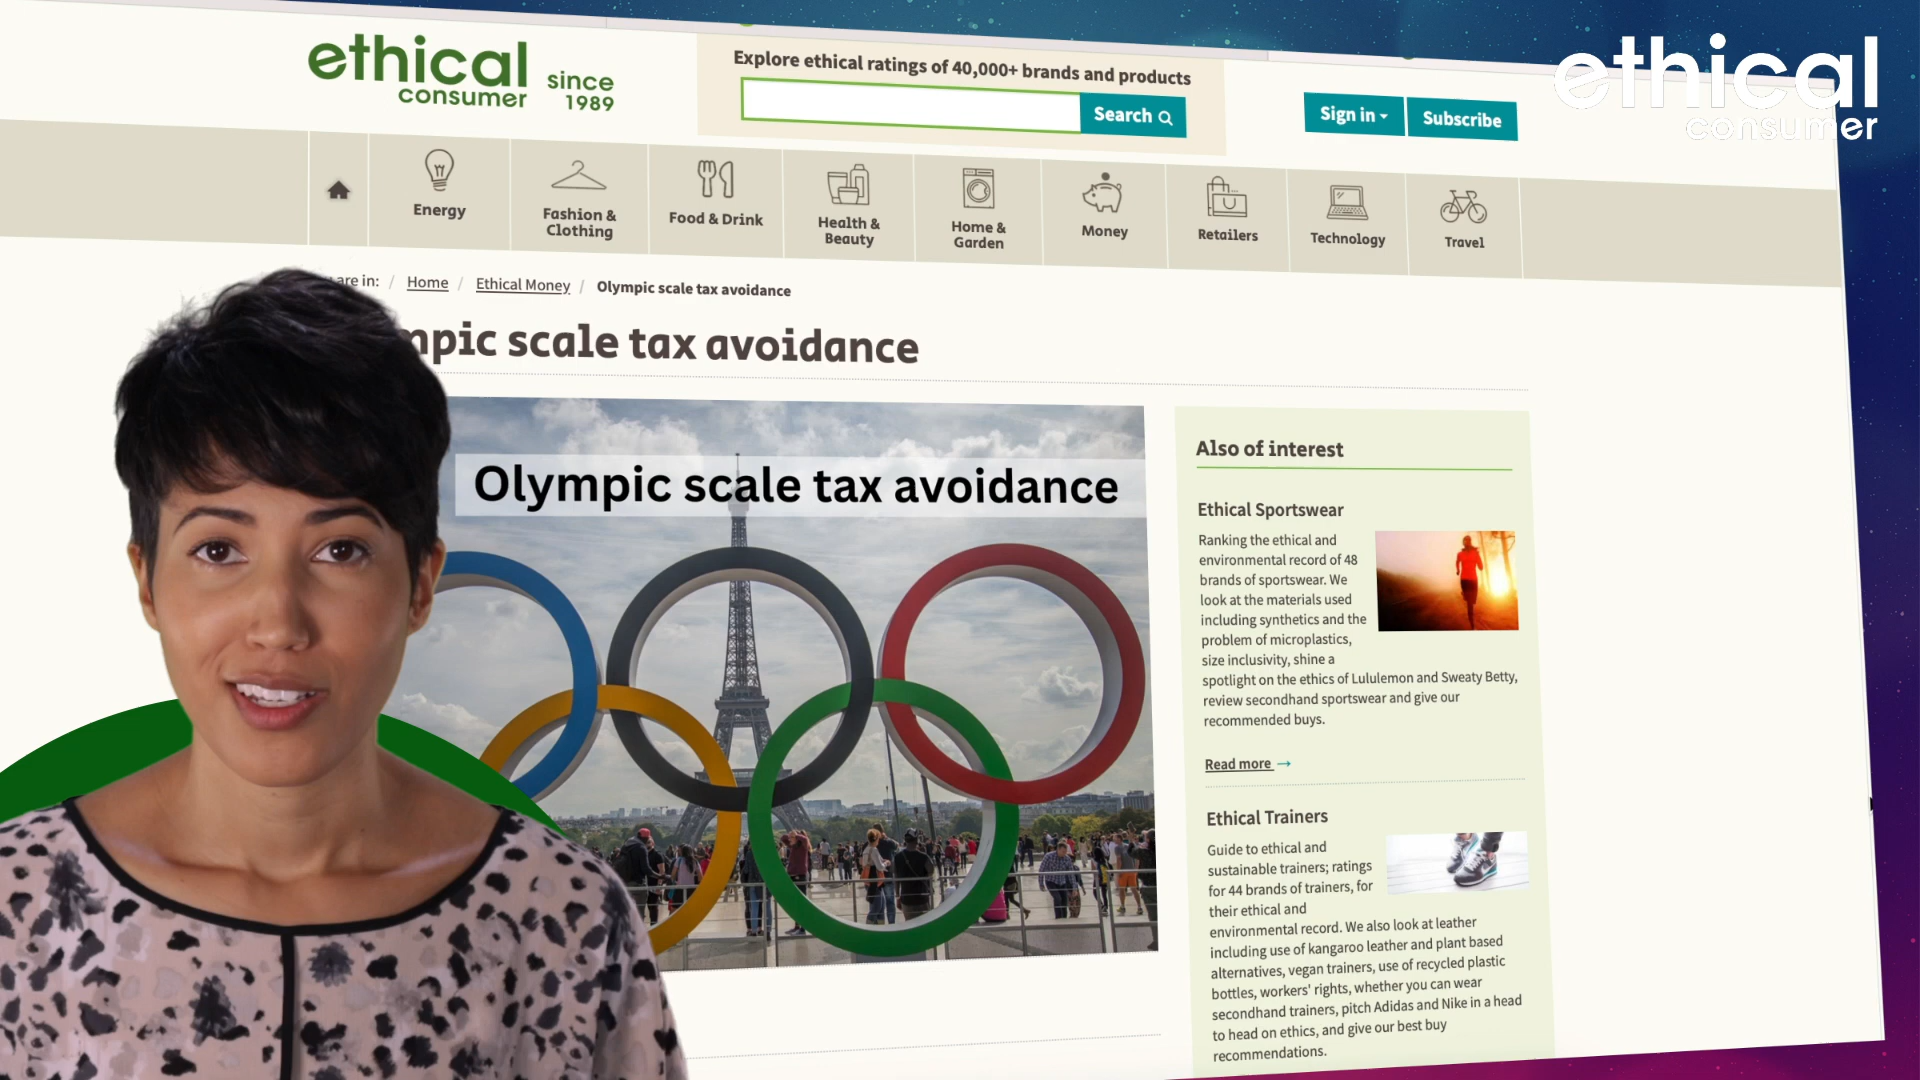 ethical
consumer
since
1989
Explore ethical ratings of 40,000+ brands and products
Search
Sign in
Subscribe
ethical
consumer
Energy
Fashion &
Clothing
Food & Drink
Health &
Beauty
Home &
Garden
Money
Retailers
Technology
Travel
are in: / Home / Ethical Money / Olympic scale tax avoidance
mpic scale tax avoidance
Olympic scale tax avoidance
Also of interest
Ethical Sportswear
Ranking the ethical and
environmental record of 48
brands of sportswear. We
look at the materials used
including synthetics and the
problem of microplastics,
size inclusivity, shine a
spotlight on the ethics of Lululemon and Sweaty Betty,
review secondhand sportswear and give our
recommended buys.
Read more →
Ethical Trainers
Guide to ethical and
sustainable trainers; ratings
for 44 brands of trainers, for
their ethical and
environmental record. We also look at leather
including use of kangaroo leather and plant based
alternatives, vegan trainers, use of recycled plastic
bottles, workers' rights, whether you can wear
secondhand trainers, pitch Adidas and Nike in a head
to head on ethics, and give our best buy
recommendations.